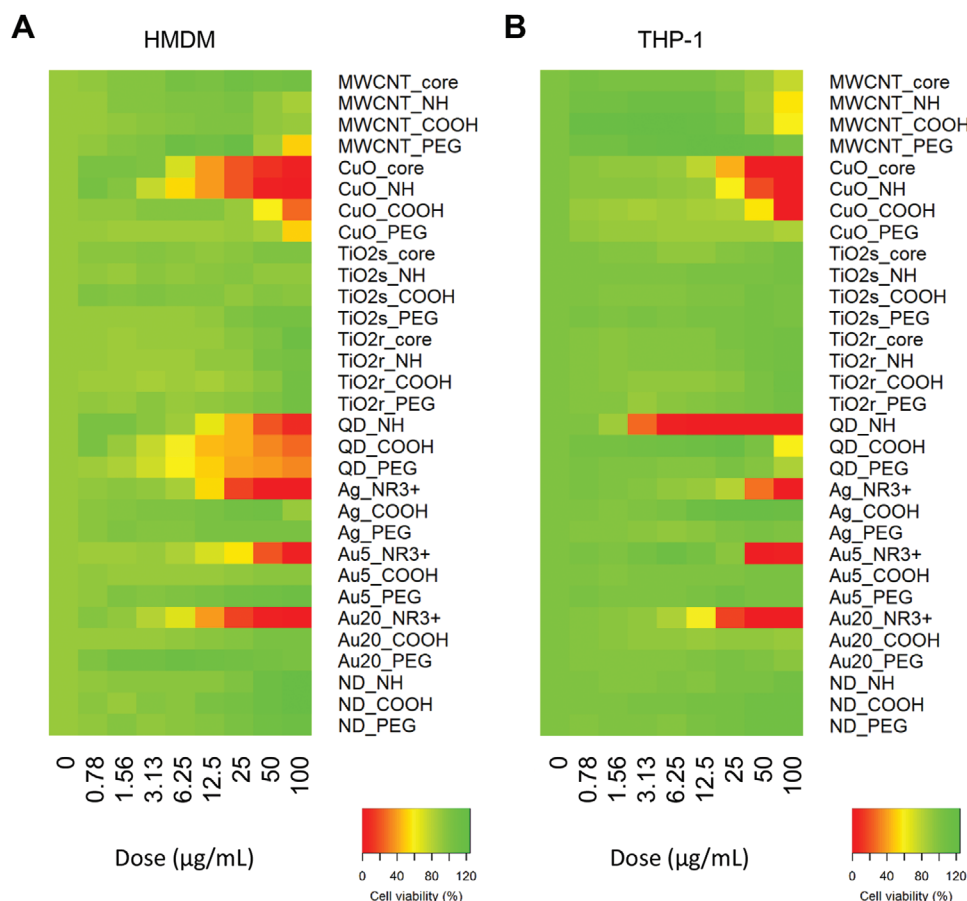 A
HMDM
MWCNT_core
MWCNT_NH
MWCNT_COOH
MWCNT_PEG
CuO_core
CuO_NH
CuO_COOH
CuO_PEG
TiO2s_core
TiO2s_NH
TiO2s_COOH
TiO2s_PEG
TiO2r_core
TiO2r_NH
TiO2r_COOH
TiO2r_PEG
QD_NH
QD_COOH
QD_PEG
Ag_NR3+
Ag_COOH
Ag_PEG
Au5_NR3+
Au5_COOH
Au5_PEG
Au20_NR3+
Au20_COOH
Au20_PEG
ND_NH
ND_COOH
ND_PEG
0
0.78
1.56
3.13
6.25
12.5
25
50
100
Dose (µg/mL)
0 40 80 120
Cell viability (%)
B
THP-1
MWCNT_core
MWCNT_NH
MWCNT_COOH
MWCNT_PEG
CuO_core
CuO_NH
CuO_COOH
CuO_PEG
TiO2s_core
TiO2s_NH
TiO2s_COOH
TiO2s_PEG
TiO2r_core
TiO2r_NH
TiO2r_COOH
TiO2r_PEG
QD_NH
QD_COOH
QD_PEG
Ag_NR3+
Ag_COOH
Ag_PEG
Au5_NR3+
Au5_COOH
Au5_PEG
Au20_NR3+
Au20_COOH
Au20_PEG
ND_NH
ND_COOH
ND_PEG
0
0.78
1.56
3.13
6.25
12.5
25
50
100
Dose (µg/mL)
0 40 80 120
Cell viability (%)